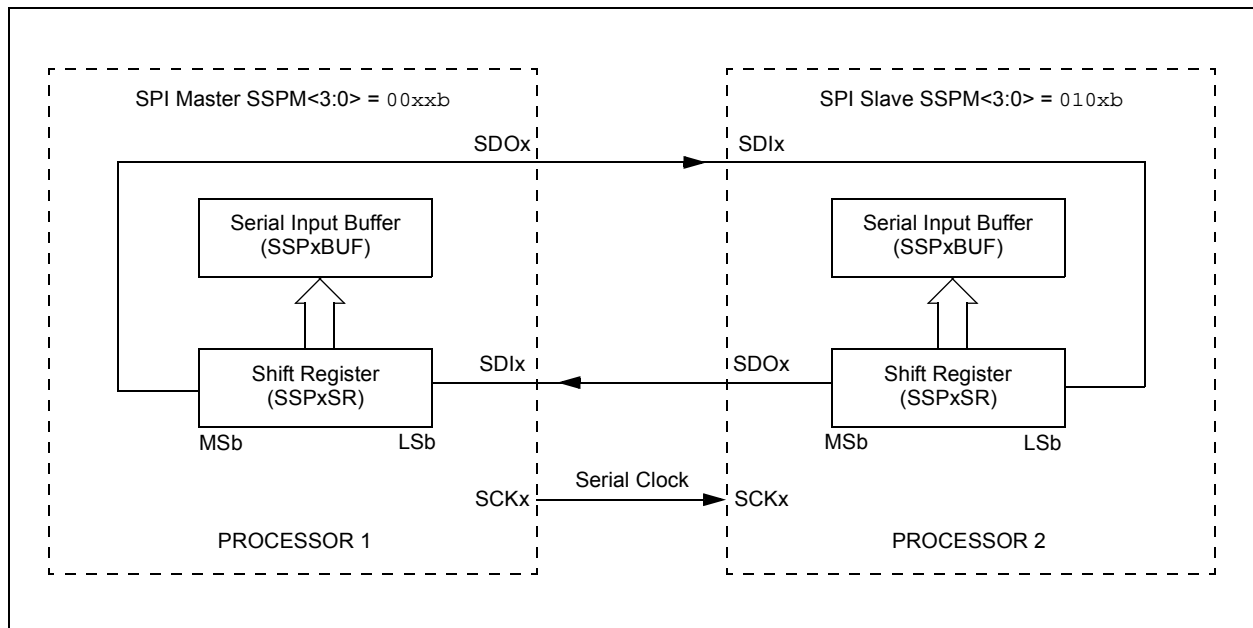 SPI Master SSPM<3:0> = 00xxb
SPI Slave SSPM<3:0> = 010xb
SDOx
SDIx
Serial Input Buffer
(SSPxBUF)
Serial Input Buffer
(SSPxBUF)
SDIx
SDOx
Shift Register
(SSPxSR)
Shift Register
(SSPxSR)
MSb
LSb
MSb
LSb
Serial Clock
SCKx
SCKx
PROCESSOR 1
PROCESSOR 2